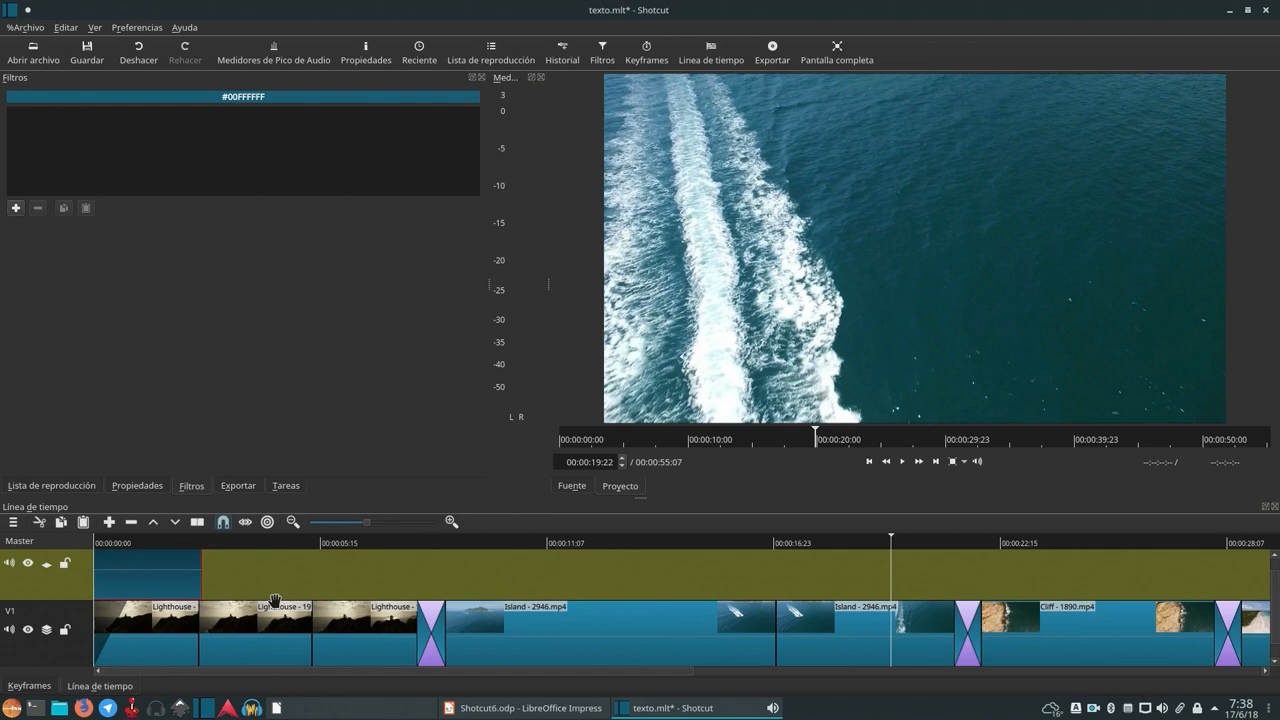 texto.mlt* - Shotcut
%Archivo Editar Ver Preferencias Ayuda
Abrir archivo Guardar Deshacer Rehacer Medidores de Pico de Audio Propiedades Reciente Lista de reproducción Historial Filtros Keyframes Linea de tiempo Exportar Pantalla completa
Filtros Med...
#00FFFFFF
3
0
-5
-10
-15
-20
-25
-30
-35
-40
-50
L R
00:00:00:00 00:00:10:00 00:00:20:00 00:00:29:23 00:00:39:23 00:00:50:00
00:00:19:22 / 00:00:55:07 --:--:--:-- / --:--:--:--
Lista de reproducción Propiedades Filtros Exportar Tareas Fuente Proyecto
Línea de tiempo
Master 00:00:00:00 00:00:05:15 00:00:11:07 00:00:16:23 00:00:22:15 00:00:28:07
V1 Lighthouse - Lighthouse - 19 Lighthouse - Island - 2946.mp4 Island - 2946.mp4 Cliff - 1890.mp4
Keyframes Línea de tiempo
Shotcut6.odp - LibreOffice Impress texto.mlt* - Shotcut 16° 7:38
17/6/18